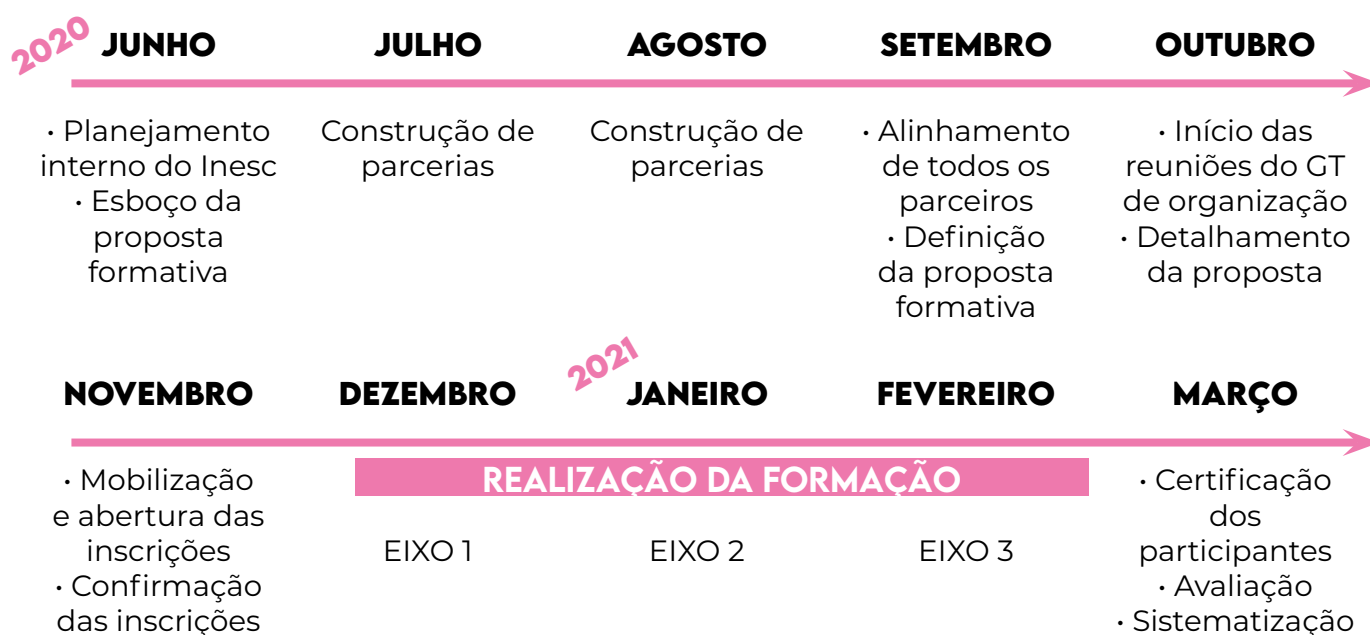 2020
JUNHO JULHO AGOSTO SETEMBRO OUTUBRO
• Planejamento
interno do Inesc
• Esboço da
proposta
formativa
Construção de
parcerias
Construção de
parcerias
• Alinhamento
de todos os
parceiros
• Definição
da proposta
formativa
• Início das
reuniões do GT
de organização
• Detalhamento
da proposta
2021
NOVEMBRO DEZEMBRO JANEIRO FEVEREIRO MARÇO
• Mobilização
e abertura das
inscrições
• Confirmação
das inscrições
REALIZAÇÃO DA FORMAÇÃO
EIXO 1 EIXO 2 EIXO 3
• Certificação
dos
participantes
• Avaliação
• Sistematização